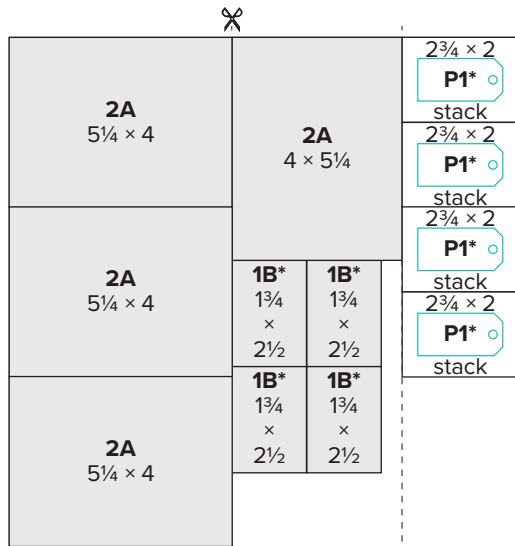 2A
5¼ × 4
2A
4 × 5¼
2¾ × 2
P1*
stack
2¾ × 2
P1*
stack
2¾ × 2
P1*
stack
2¾ × 2
P1*
stack
2A
5¼ × 4
1B*
1¾
×
2½
1B*
1¾
×
2½
1B*
1¾
×
2½
1B*
1¾
×
2½
2A
5¼ × 4